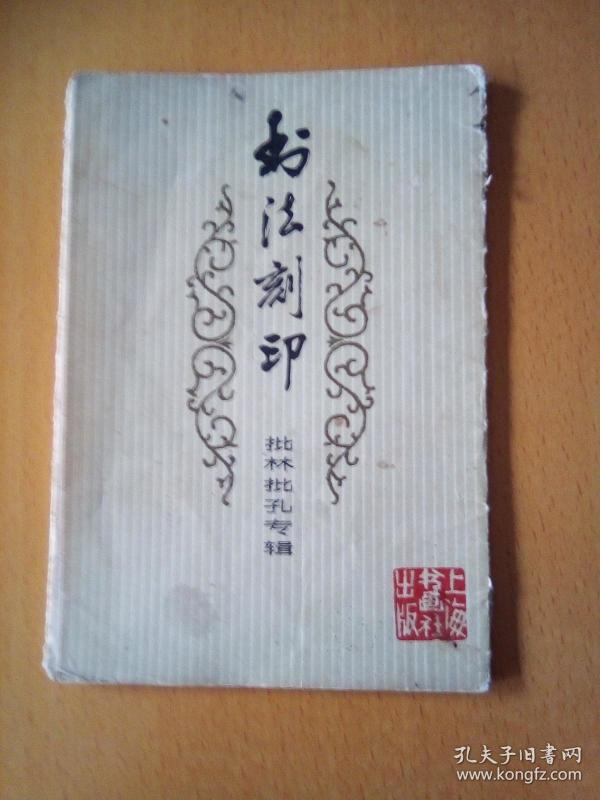 书法刻印
批林批孔专辑
上海
书画社
出版
孔夫子旧书网
www.kongfz.com